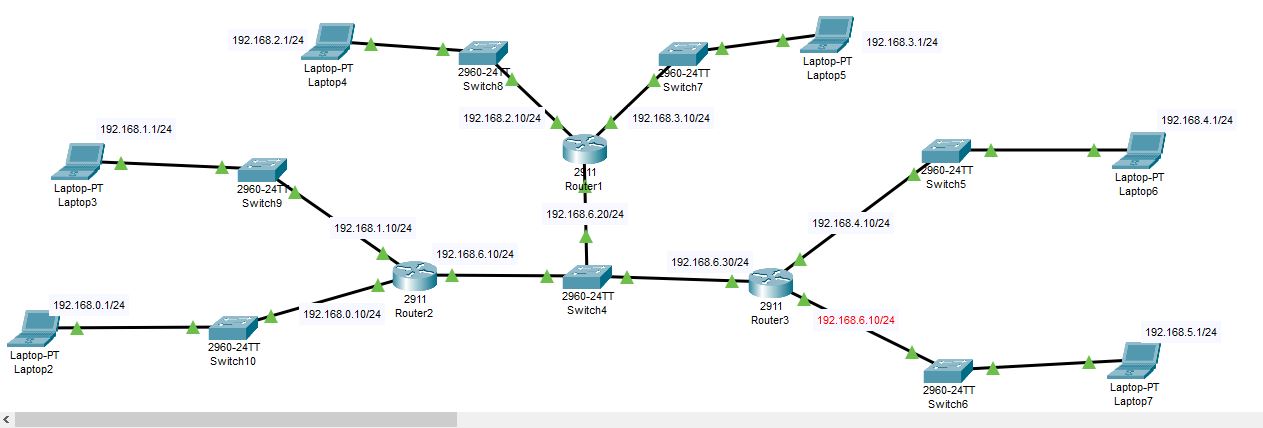 192.168.2.1/24
Laptop-PT
Laptop4
2960-24TT
Switch8
192.168.2.10/24
2960-24TT
Switch7
192.168.3.10/24
Laptop-PT
Laptop5
192.168.3.1/24
192.168.1.1/24
Laptop-PT
Laptop3
2960-24TT
Switch9
192.168.1.10/24
2911
Router1
192.168.6.20/24
2960-24TT
Switch5
192.168.4.10/24
192.168.4.1/24
Laptop-PT
Laptop6
192.168.6.10/24
2911
Router2
2960-24TT
Switch4
192.168.6.30/24
2911
Router3
192.168.6.10/24
192.168.0.1/24
Laptop-PT
Laptop2
2960-24TT
Switch10
192.168.0.10/24
2960-24TT
Switch6
192.168.5.1/24
Laptop-PT
Laptop7